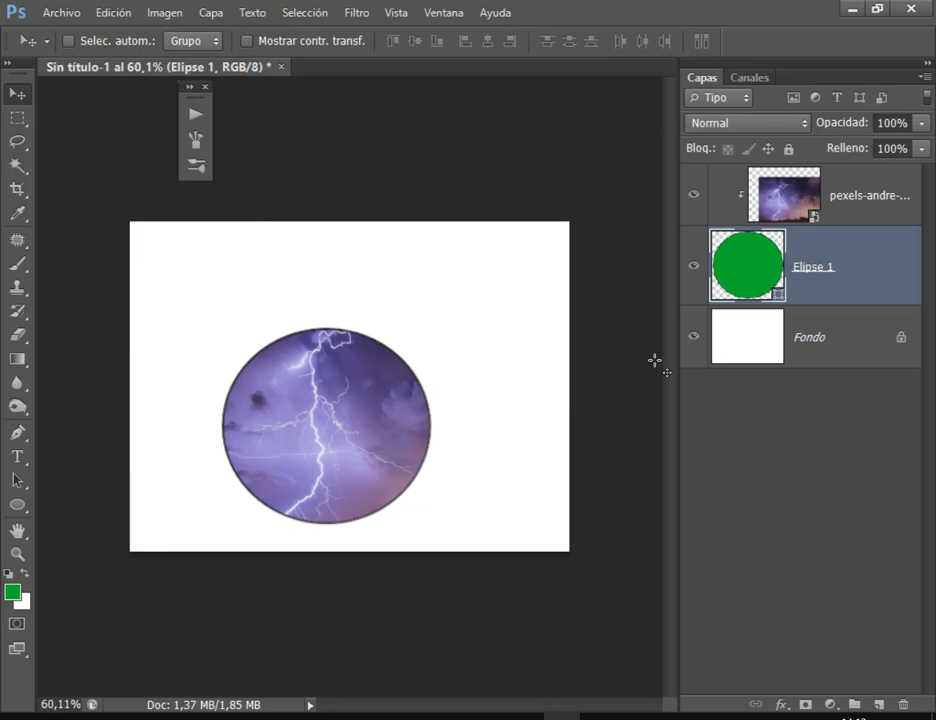 Ps Archivo Edición Imagen Capa Texto Selección Filtro Vista Ventana Ayuda
Selec. autom.: Grupo Mostrar contr. transf.
Sin título-1 al 60,1% (Elipse 1, RGB/8) *
Capas Canales
Tipo
Normal Opacidad: 100%
Bloq.: Relleno: 100%
pexels-andre-...
Elipse 1
Fondo
60,11% Doc: 1,37 MB/1,85 MB